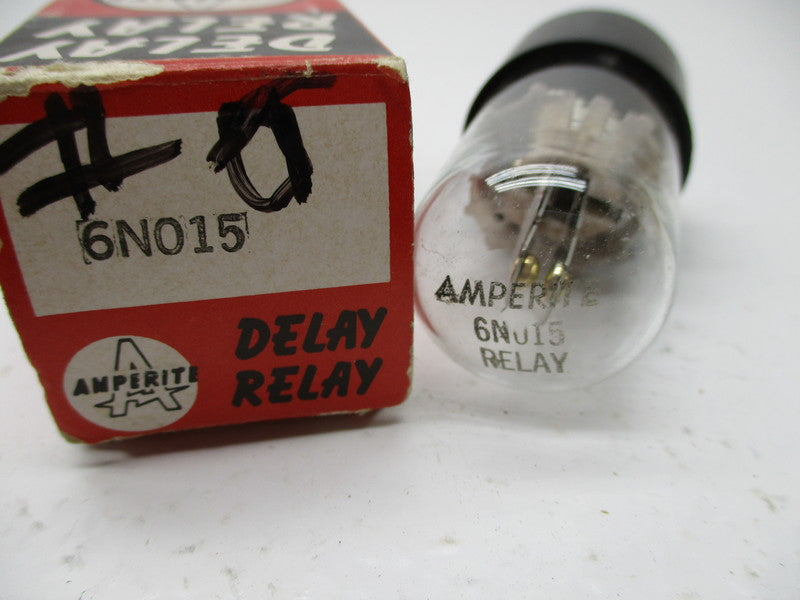 DELAY
RELAY
# 0
6N015
AMPERITE
DELAY
RELAY
AMPERITE
6N015
RELAY